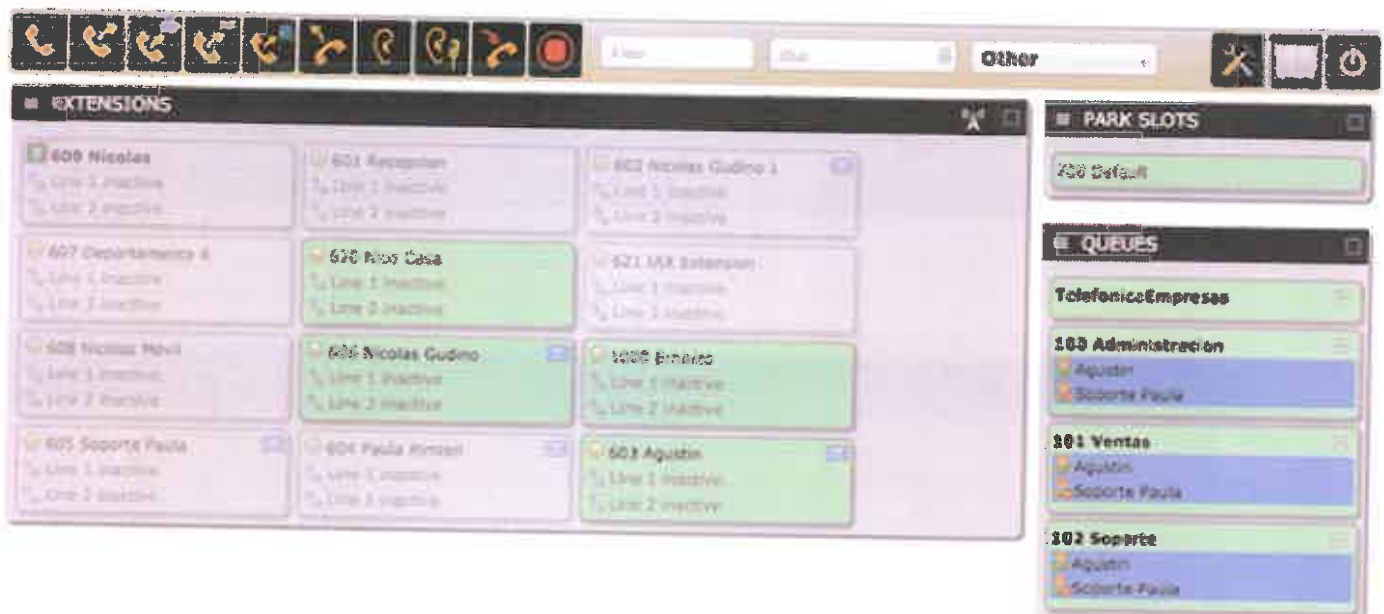 Other
EXTENSIONS
600 Nicolas
Line 1 inactive
Line 2 inactive
601 Recepcion
Line 1 inactive
Line 2 inactive
602 Nicolas Gudino 1
Line 1 inactive
Line 2 inactive
607 Departamento
Line 1 inactive
Line 2 inactive
620 Nico Casa
Line 1 inactive
Line 2 inactive
621 IAX Extension
Line 1 inactive
Line 2 inactive
608 Nicolas Movil
Line 1 inactive
Line 2 inactive
606 Nicolas Gudino
Line 1 inactive
Line 2 inactive
Line 1 inactive
Line 2 inactive
605 Soporte Paula
Line 1 inactive
Line 2 inactive
604 Paula
Line 1 inactive
Line 2 inactive
603 Agustin
Line 1 inactive
Line 2 inactive
PARK SLOTS
700 Default
QUEUES
TelefonicaEmpresas
100 Administracion
Agustin
Soporte Paula
101 Ventas
Agustin
Soporte Paula
102 Soporte
Agustin
Soporte Paula